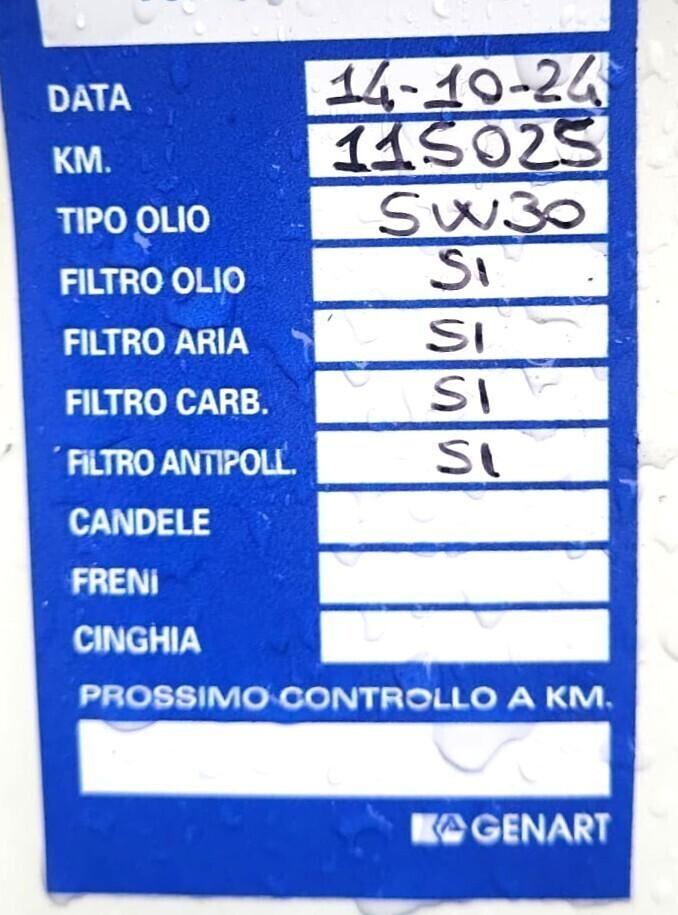 DATA 14-10-24
KM. 115025
TIPO OLIO 5W30
FILTRO OLIO SI
FILTRO ARIA SI
FILTRO CARB. SI
FILTRO ANTIPOLL. SI
CANDELE
FRENI
CINGHIA
PROSSIMO CONTROLLO A KM.
GENART